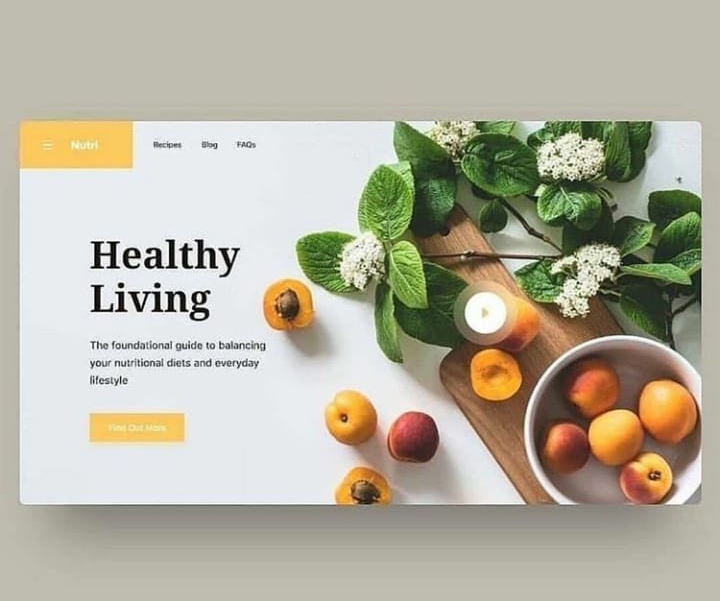 Nutri
Recipes Blog FAQs
Healthy
Living
The foundational guide to balancing
your nutritional diets and everyday
lifestyle
Find Out More